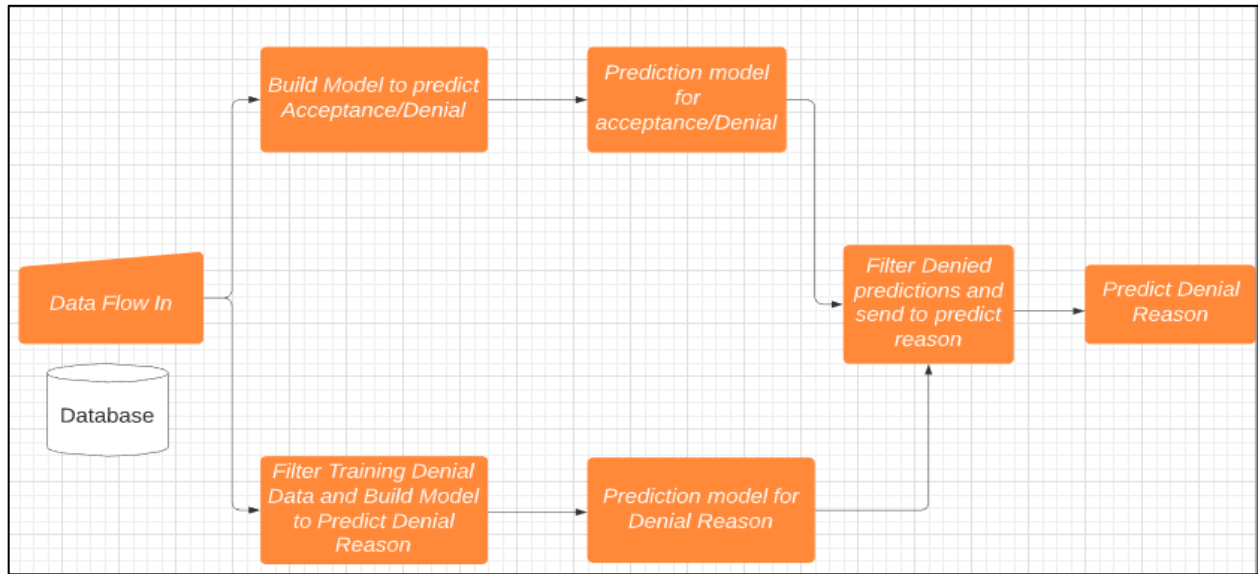 Build Model to predict
Acceptance/Denial
Prediction model
for
acceptance/Denial
Data Flow In
Database
Filter Denied
predictions and
send to predict
reason
Predict Denial
Reason
Filter Training Denial
Data and Build Model
to Predict Denial
Reason
Prediction model for
Denial Reason